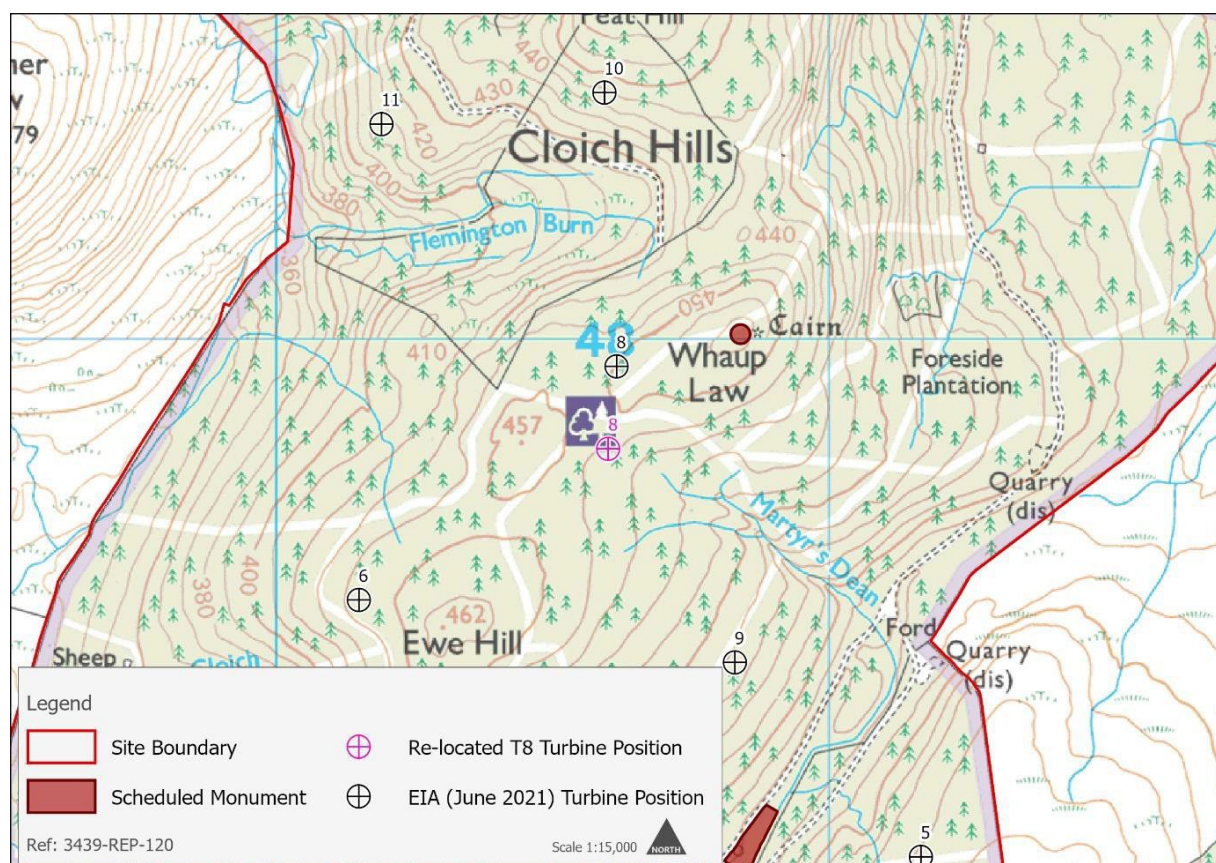 Peat Hill
10
11
440
430
420
400
380
Cloich Hills
79
Flemington Burn
440
360
450
48
8
Cairn
410
Whaup
Law
Foreside
Plantation
457
8
Quarry
(dis)
Martyr's Dean
400
380
6
462
Ewe Hill
9
Ford
Quarry
(dis)
Sheep
Cloich
Legend
Site Boundary
Re-located T8 Turbine Position
Scheduled Monument
EIA (June 2021) Turbine Position
Ref: 3439-REP-120
Scale 1:15,000
NORTH
5